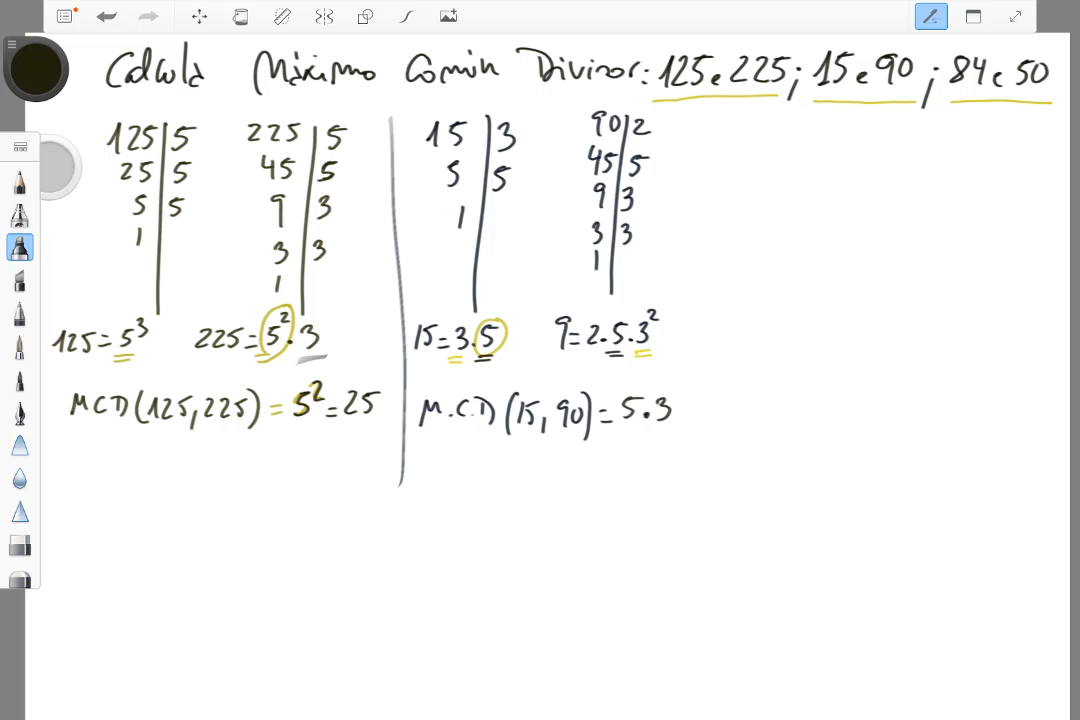 Calcula Máximo Común Divisor: 125 e 225 ; 15 e 90 ; 84 e 50
125 | 5
25 | 5
5 | 5
1
225 | 5
45 | 5
9 | 3
3 | 3
1
125 = 5³
225 = 5² . 3
MCD (125, 225) = 5² = 25
15 | 3
5 | 5
1
90 | 2
45 | 5
9 | 3
3 | 3
1
15 = 3 . 5
9 = 2 . 5 . 3²
M.C.D (15, 90) = 5 . 3